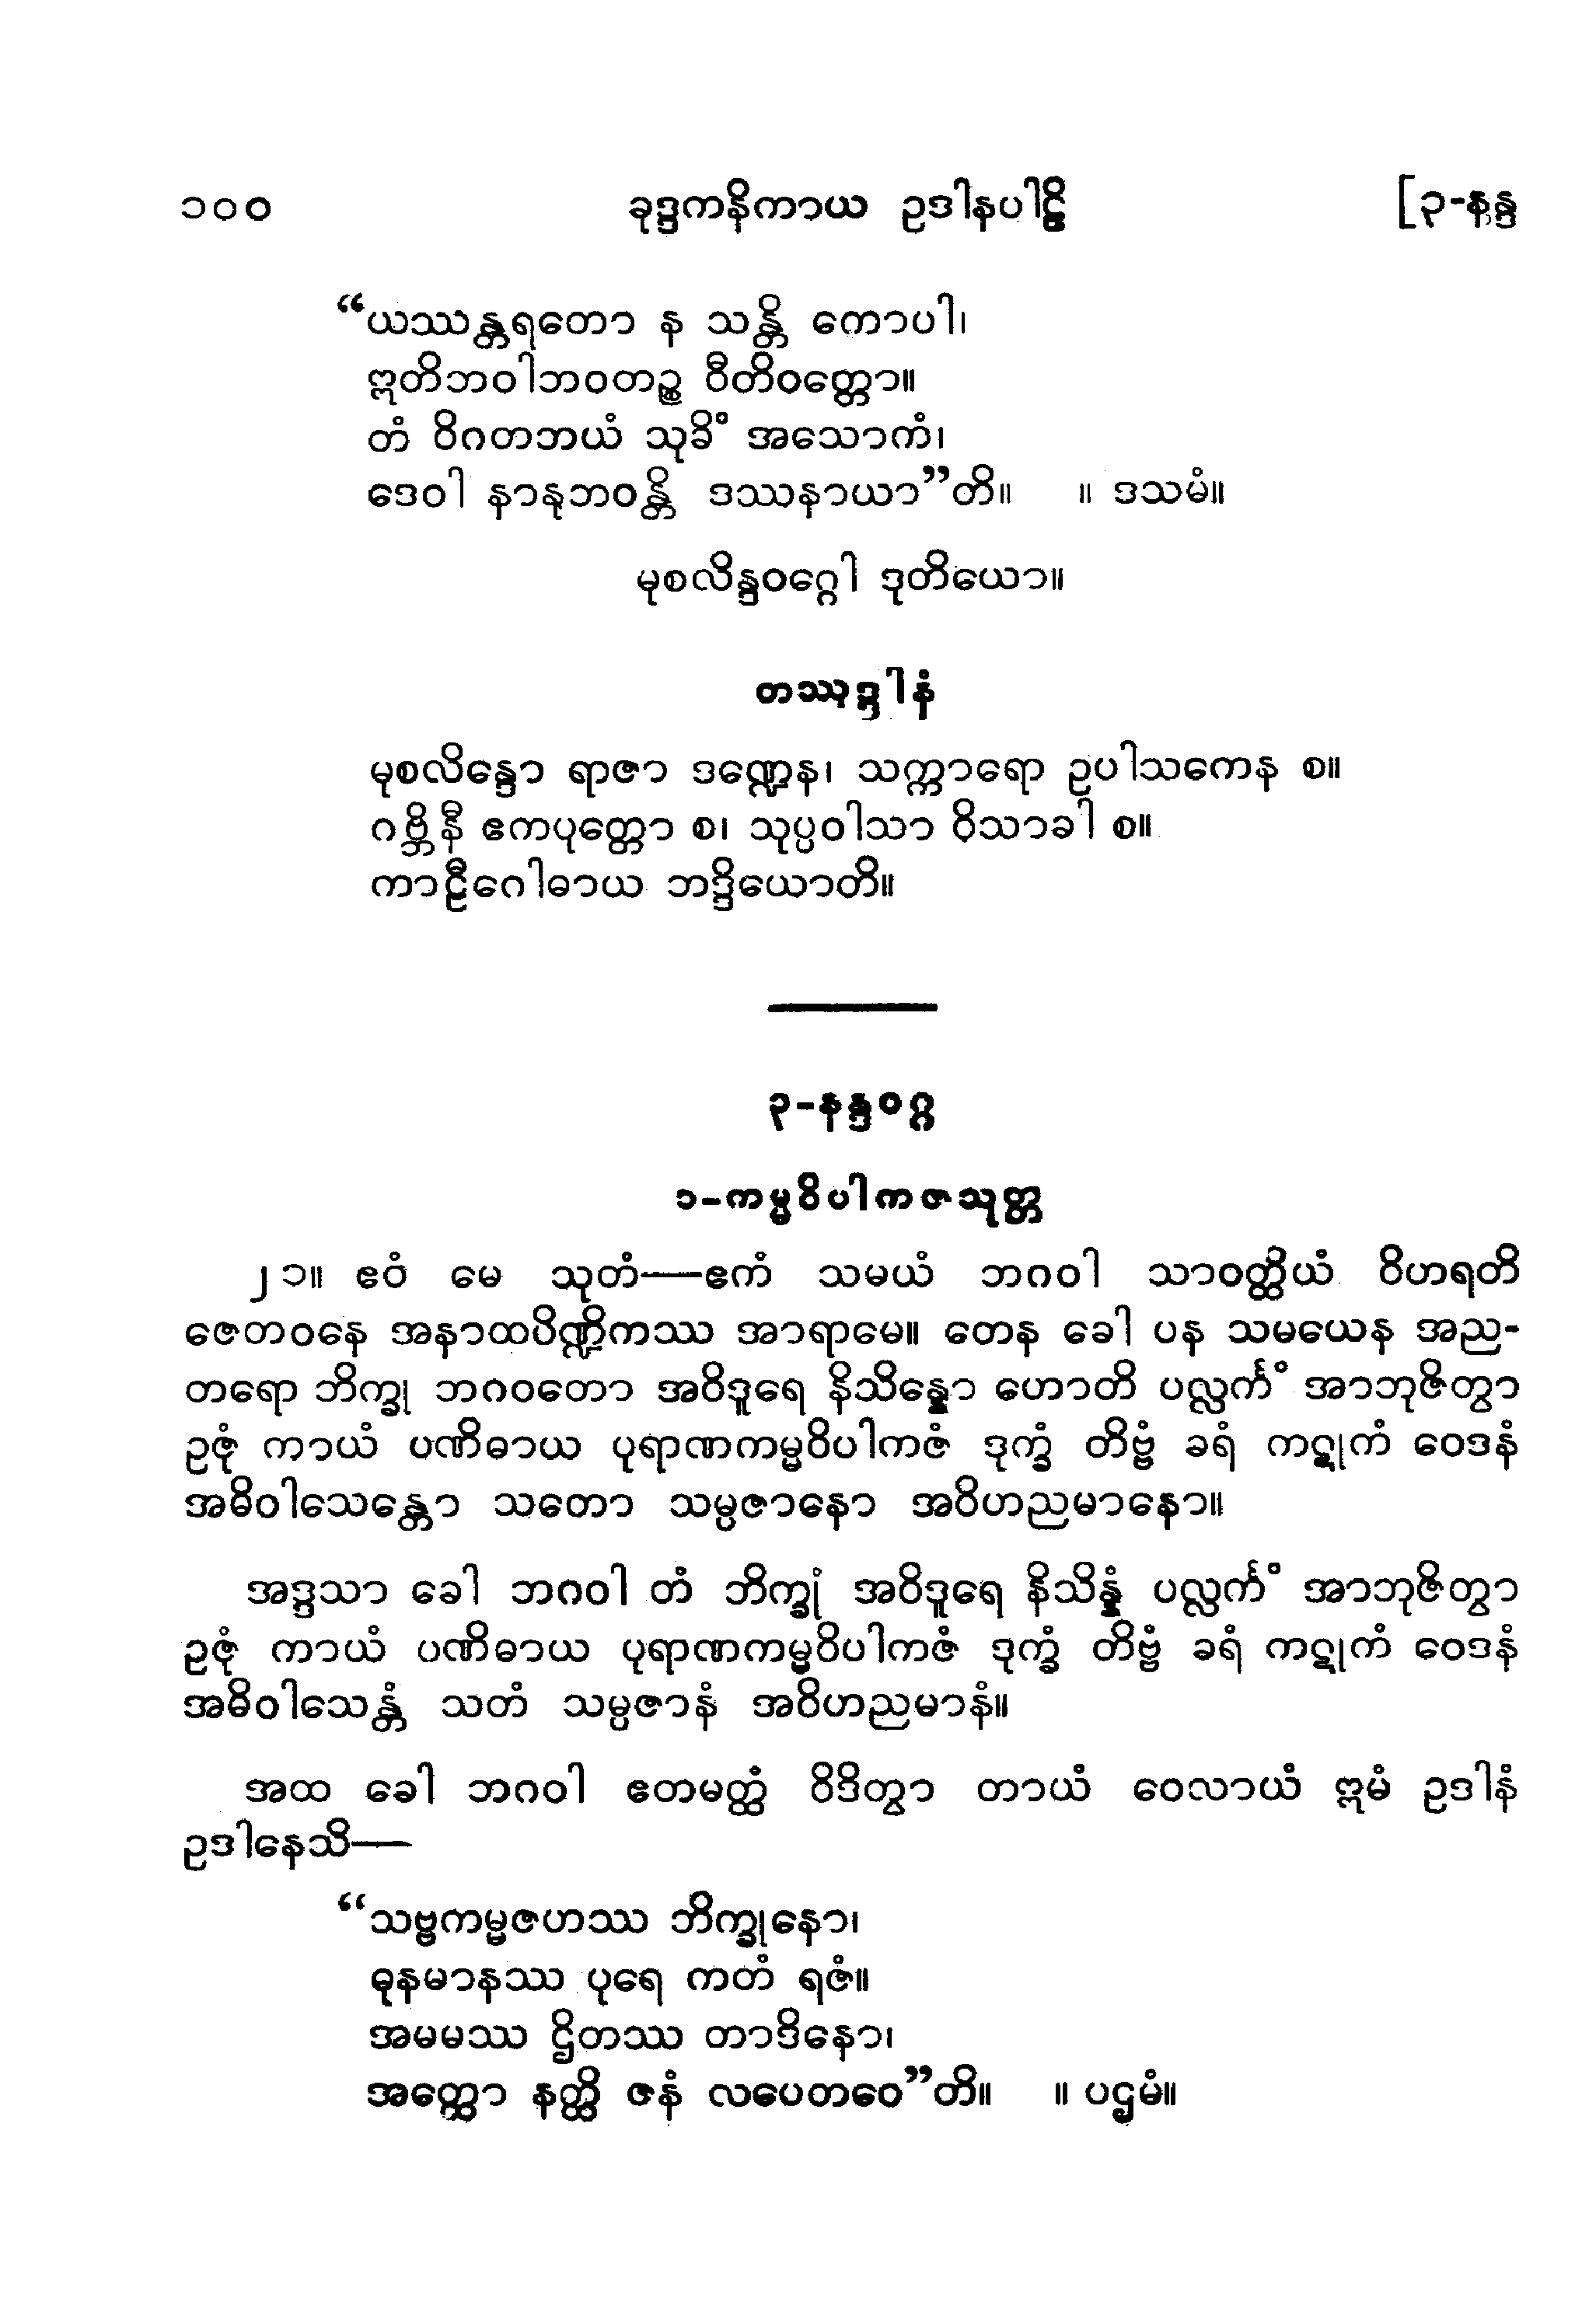 ၁၀၀ ခုဒ္ဒကနိကာယ ဥဒါနပါဠိ [၃-နန္ဒ
“ယဿန္တရတော န သန္တိ ကောပါ၊
ဣတိဘဝါဘဝတဉ္စ ဝီတိဝတ္တော။
တံ ဝိဂတဘယံ သုခိံ အသောကံ၊
ဒေဝါ နာနုဘဝန္တိ ဒဿနာယာ”တိ။ ။ ဒသမံ။
မုစလိန္ဒဝဂ္ဂေါ ဒုတိယော။
တဿုဒ္ဒါနံ
မုစလိန္ဒော ရာဇာ ဒဏ္ဍေန၊ သက္ကာရော ဥပါသကေန စ။
ဂဗ္ဘိနီ ဧကပုတ္တော စ၊ သုပ္ပဝါသာ ဝိသာခါ စ။
ကာဠီဂေါဓာယ ဘဒ္ဒိယောတိ။
၃-နန္ဒဝဂ္ဂ
၁-ကမ္မဝိပါကဇသုတ္တ
၂၁။ ဧဝံ မေ သုတံ—ဧကံ သမယံ ဘဂဝါ သာဝတ္ထိယံ ဝိဟရတိ
ဇေတဝနေ အနာထပိဏ္ဍိကဿ အာရာမေ။ တေန ခေါ ပန သမယေန အည-
တရော ဘိက္ခု ဘဂဝတော အဝိဒူရေ နိသိန္နော ဟောတိ ပလ္လင်္ကံ အာဘုဇိတွာ
ဥဇုံ ကာယံ ပဏိဓာယ ပုရာဏကမ္မဝိပါကဇံ ဒုက္ခံ တိဗ္ဗံ ခရံ ကဋုကံ ဝေဒနံ
အဓိဝါသေန္တော သတော သမ္ပဇာနော အဝိဟညမာနော။
အဒ္ဒသာ ခေါ ဘဂဝါ တံ ဘိက္ခုံ အဝိဒူရေ နိသိန္နံ ပလ္လင်္ကံ အာဘုဇိတွာ
ဥဇုံ ကာယံ ပဏိဓာယ ပုရာဏကမ္မဝိပါကဇံ ဒုက္ခံ တိဗ္ဗံ ခရံ ကဋုကံ ဝေဒနံ
အဓိဝါသေန္တံ သတံ သမ္ပဇာနံ အဝိဟညမာနံ။
အထ ခေါ ဘဂဝါ ဧတမတ္ထံ ဝိဒိတွာ တာယံ ဝေလာယံ ဣမံ ဥဒါနံ
ဥဒါနေသိ—
“သဗ္ဗကမ္မဇဟဿ ဘိက္ခုနော၊
ဓုနမာနဿ ပုရေ ကတံ ရဇံ။
အမမဿ ဌိတဿ တာဒိနော၊
အတ္ထော နတ္ထိ ဇနံ လပေတဝေ”တိ။ ။ ပဌမံ။